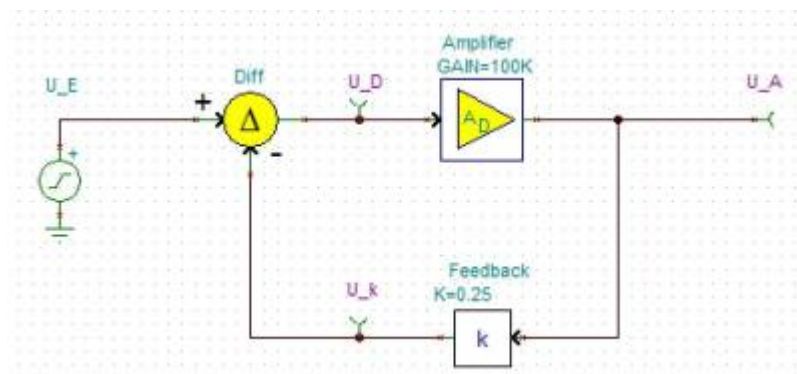 Amplifier
GAIN=100K
U_E
Diff
U_D
U_A
+
Δ
A_D
+
-
Feedback
K=0.25
U_k
k